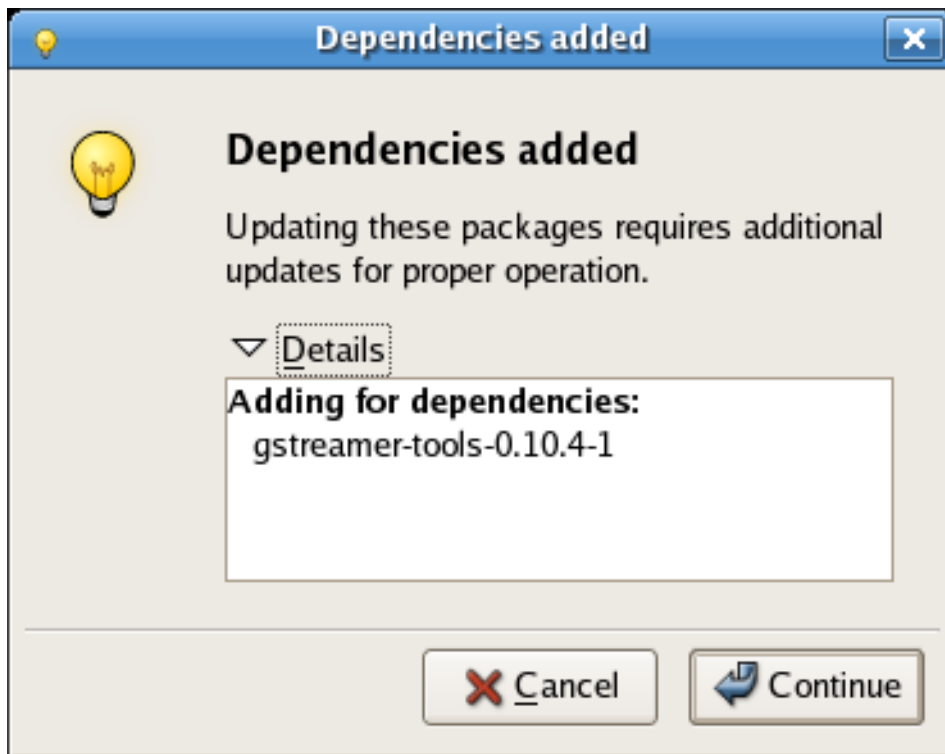 Dependencies added
Dependencies added
Updating these packages requires additional
updates for proper operation.
Details
Adding for dependencies:
gstreamer-tools-0.10.4-1
Cancel
Continue